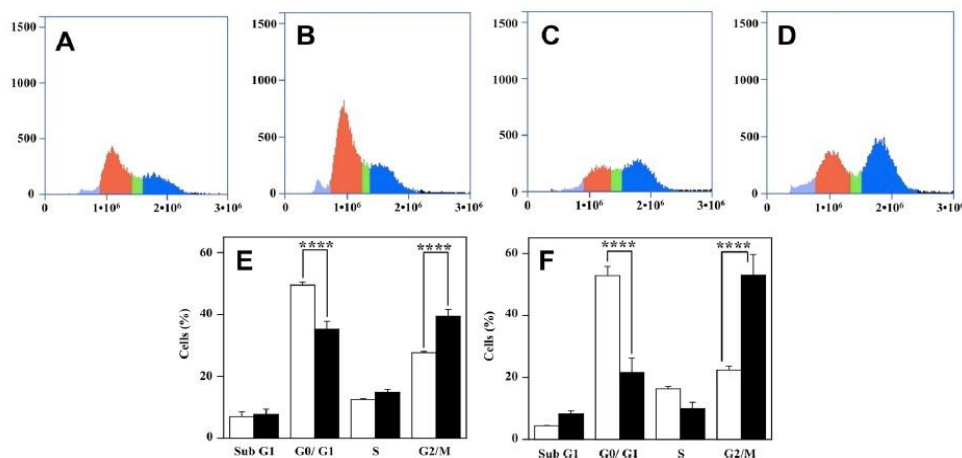 A B C D
1500 1500 1500 1500
1000 1000 1000 1000
500 500 500 500
0 0 0 0
0 1•10⁶ 2•10⁶ 3•10⁶ 0 1•10⁶ 2•10⁶ 3•10⁶ 0 1•10⁶ 2•10⁶ 3•10⁶ 0 1•10⁶ 2•10⁶ 3•10⁶
E **** **** F **** ****
60 60
40 40
20 20
0 0
Cells (%) Cells (%)
Sub G1 G0/ G1 S G2/M Sub G1 G0/ G1 S G2/M